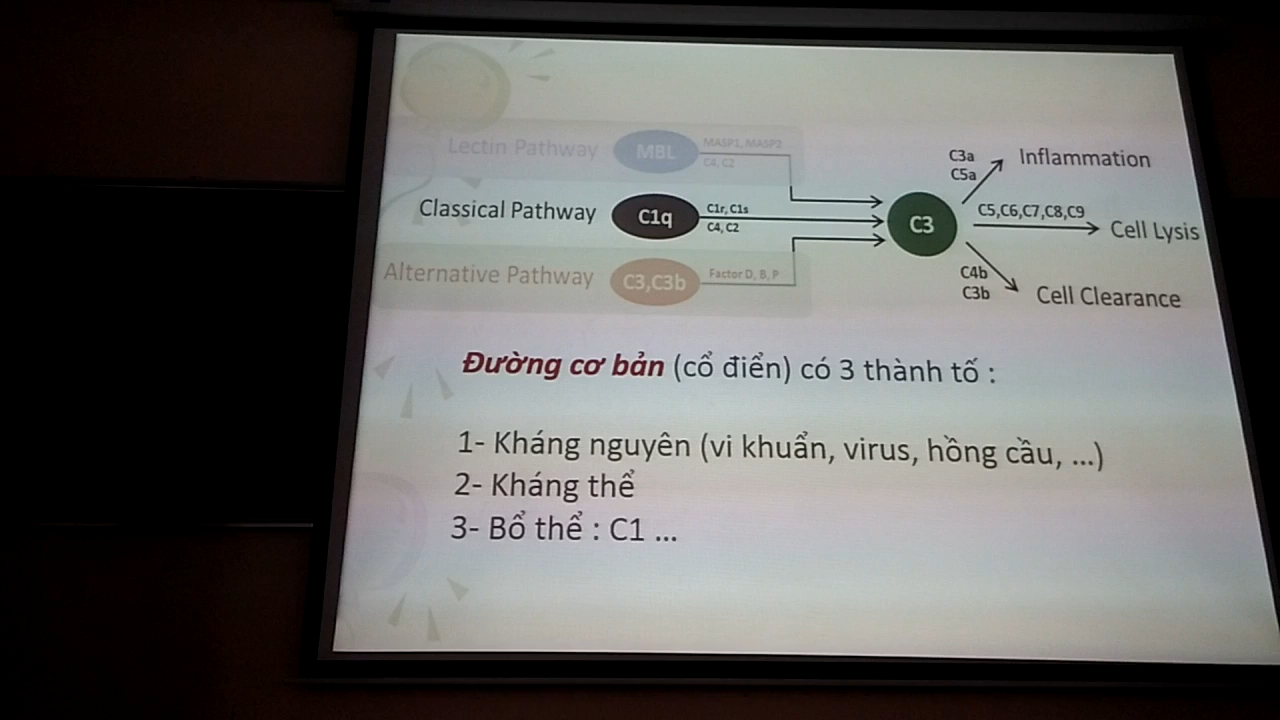 Lectin Pathway MBL MASP1, MASP2
C4, C2
Classical Pathway C1q C1r, C1s
C4, C2
Alternative Pathway C3,C3b Factor D, B, P
C3
C3a
C5a
Inflammation
C5,C6,C7,C8,C9
Cell Lysis
C4b
C3b
Cell Clearance
Đường cơ bản (cổ điển) có 3 thành tố :
1- Kháng nguyên (vi khuẩn, virus, hồng cầu, ...)
2- Kháng thể
3- Bổ thể : C1 ...